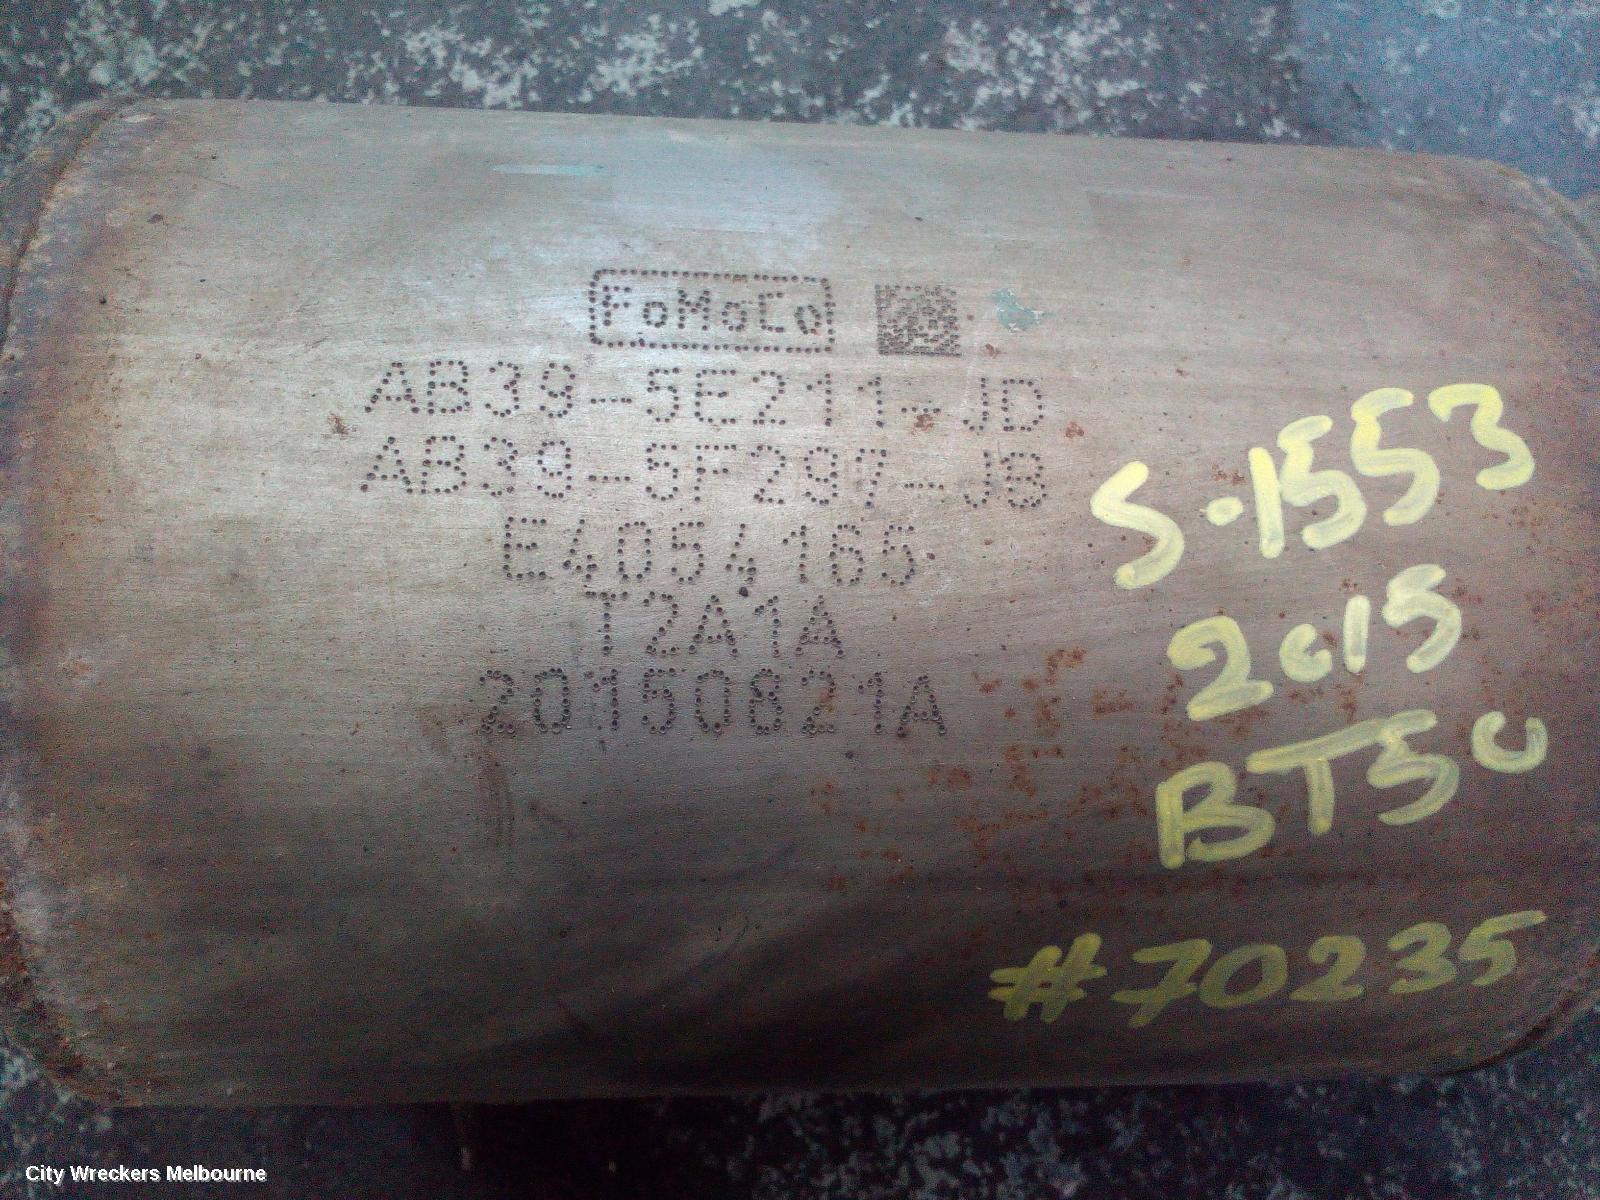 FoMoCo
AB39-5E211-JD
AB39-5F297-JB
E4054165
T2A1A
20150821A
S.1553
2015
BT50
#70235
City Wreckers Melbourne